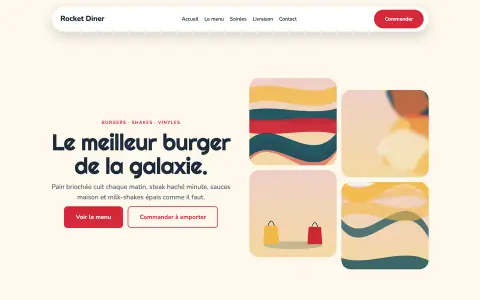 Rocket Diner
Accueil Le menu Soirées Livraison Contact
Commander
BURGERS · SHAKES · VINYLES
Le meilleur burger
de la galaxie.
Pain brioché cuit chaque matin, steak haché minute, sauces
maison et milk-shakes épais comme il faut.
Voir le menu
Commander à emporter